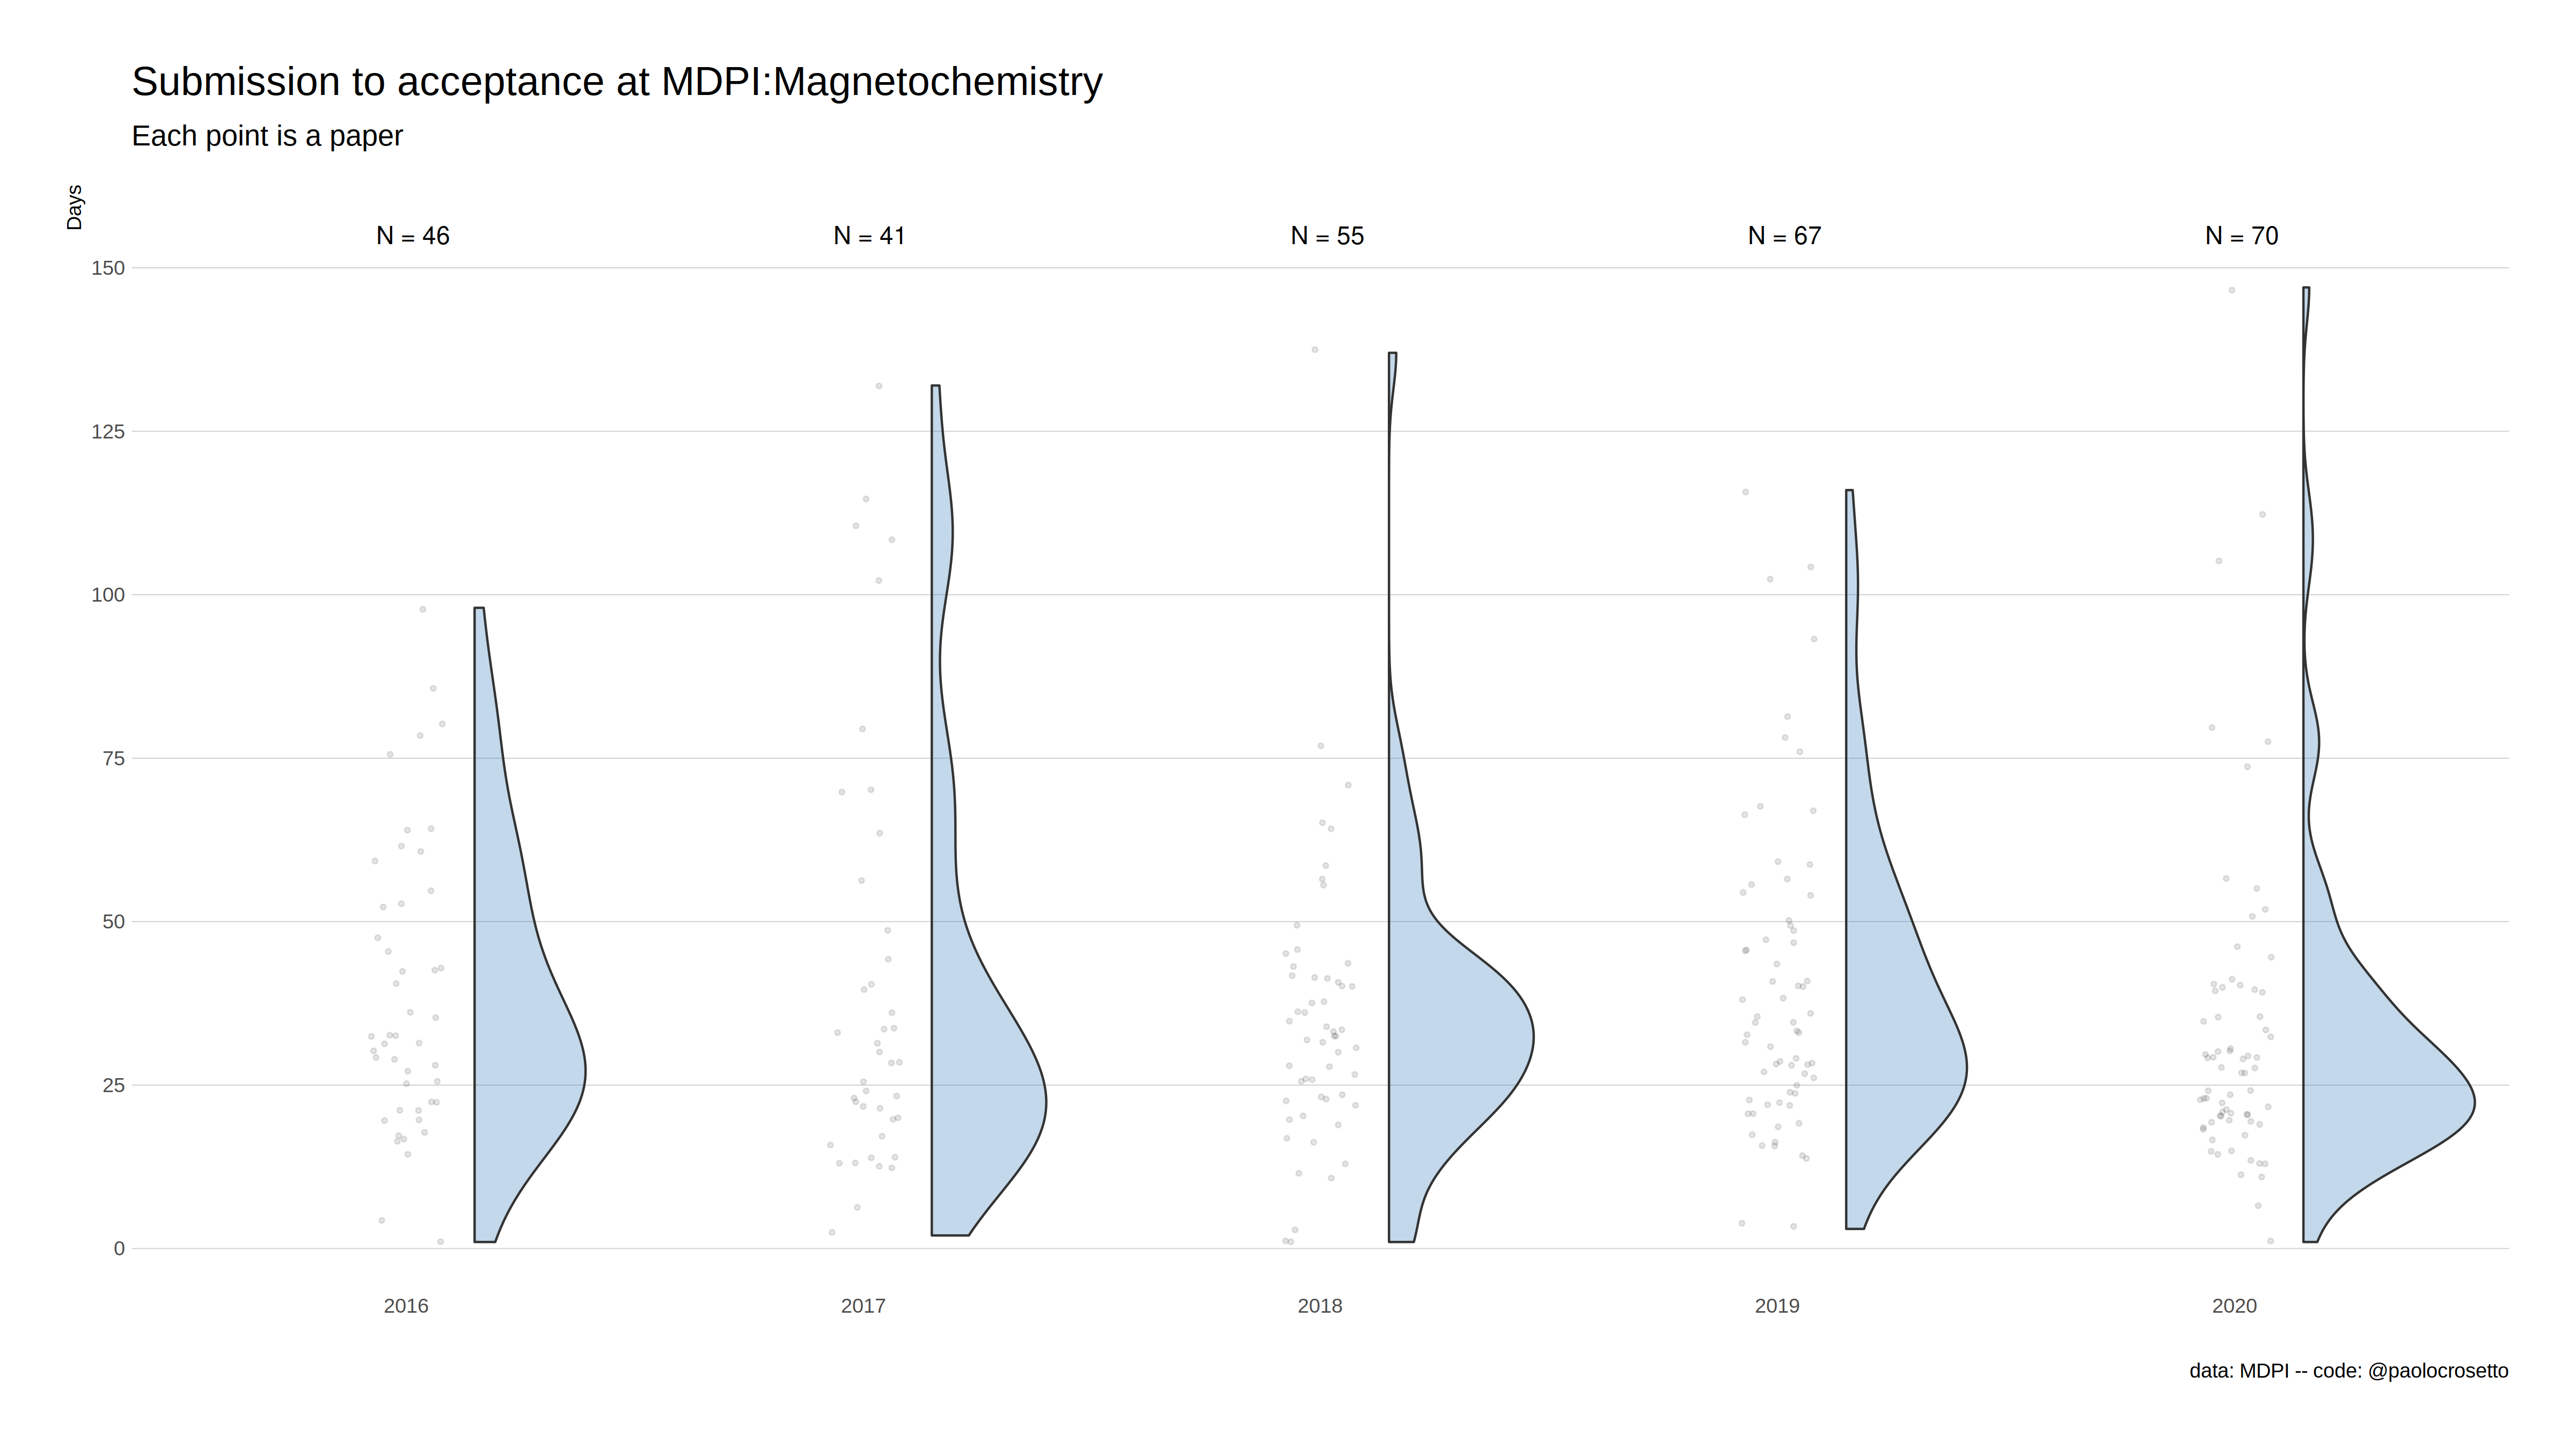 Submission to acceptance at MDPI:Magnetochemistry
Each point is a paper
Days
N = 46 N = 41 N = 55 N = 67 N = 70
150
125
100
75
50
25
0
2016 2017 2018 2019 2020
data: MDPI -- code: @paolocrosetto